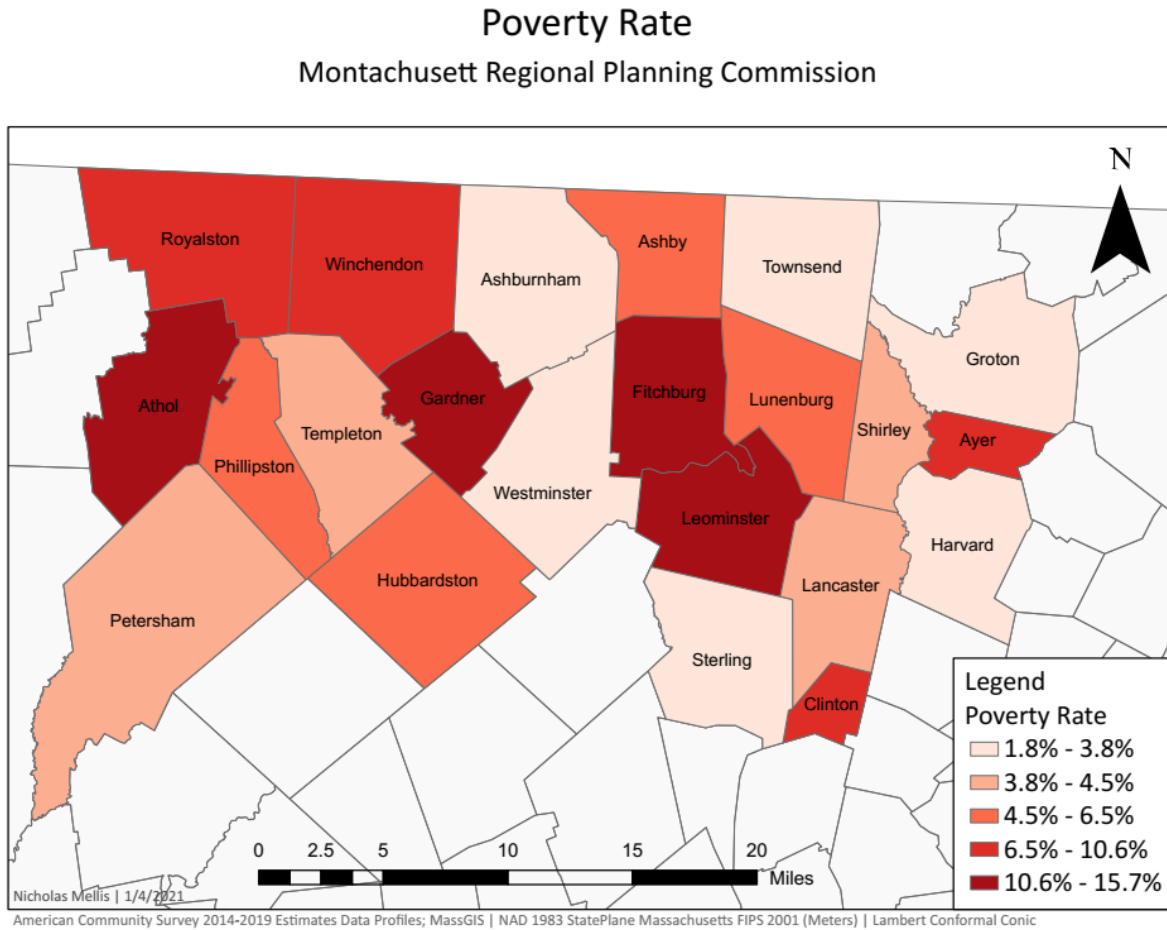 Poverty Rate
Montachusett Regional Planning Commission
N
Royalston
Winchendon
Ashburnham
Ashby
Townsend
Groton
Athol
Gardner
Fitchburg
Lunenburg
Shirley
Ayer
Templeton
Phillipston
Westminster
Leominster
Harvard
Hubbardston
Lancaster
Petersham
Sterling
Clinton
Legend
Poverty Rate
1.8% - 3.8%
3.8% - 4.5%
4.5% - 6.5%
6.5% - 10.6%
10.6% - 15.7%
0 2.5 5 10 15 20
Miles
Nicholas Mellis | 1/4/2021
American Community Survey 2014-2019 Estimates Data Profiles; MassGIS | NAD 1983 StatePlane Massachusetts FIPS 2001 (Meters) | Lambert Conformal Conic